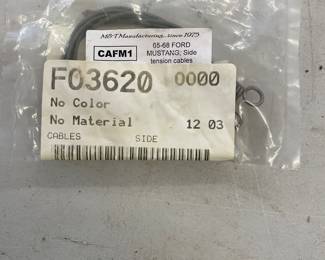 M&T Manufacturing...since 1975
CAFM1
65-68 FORD
MUSTANG; Side
tension cables
F03620 0000
No Color
No Material 12 03
CABLES SIDE